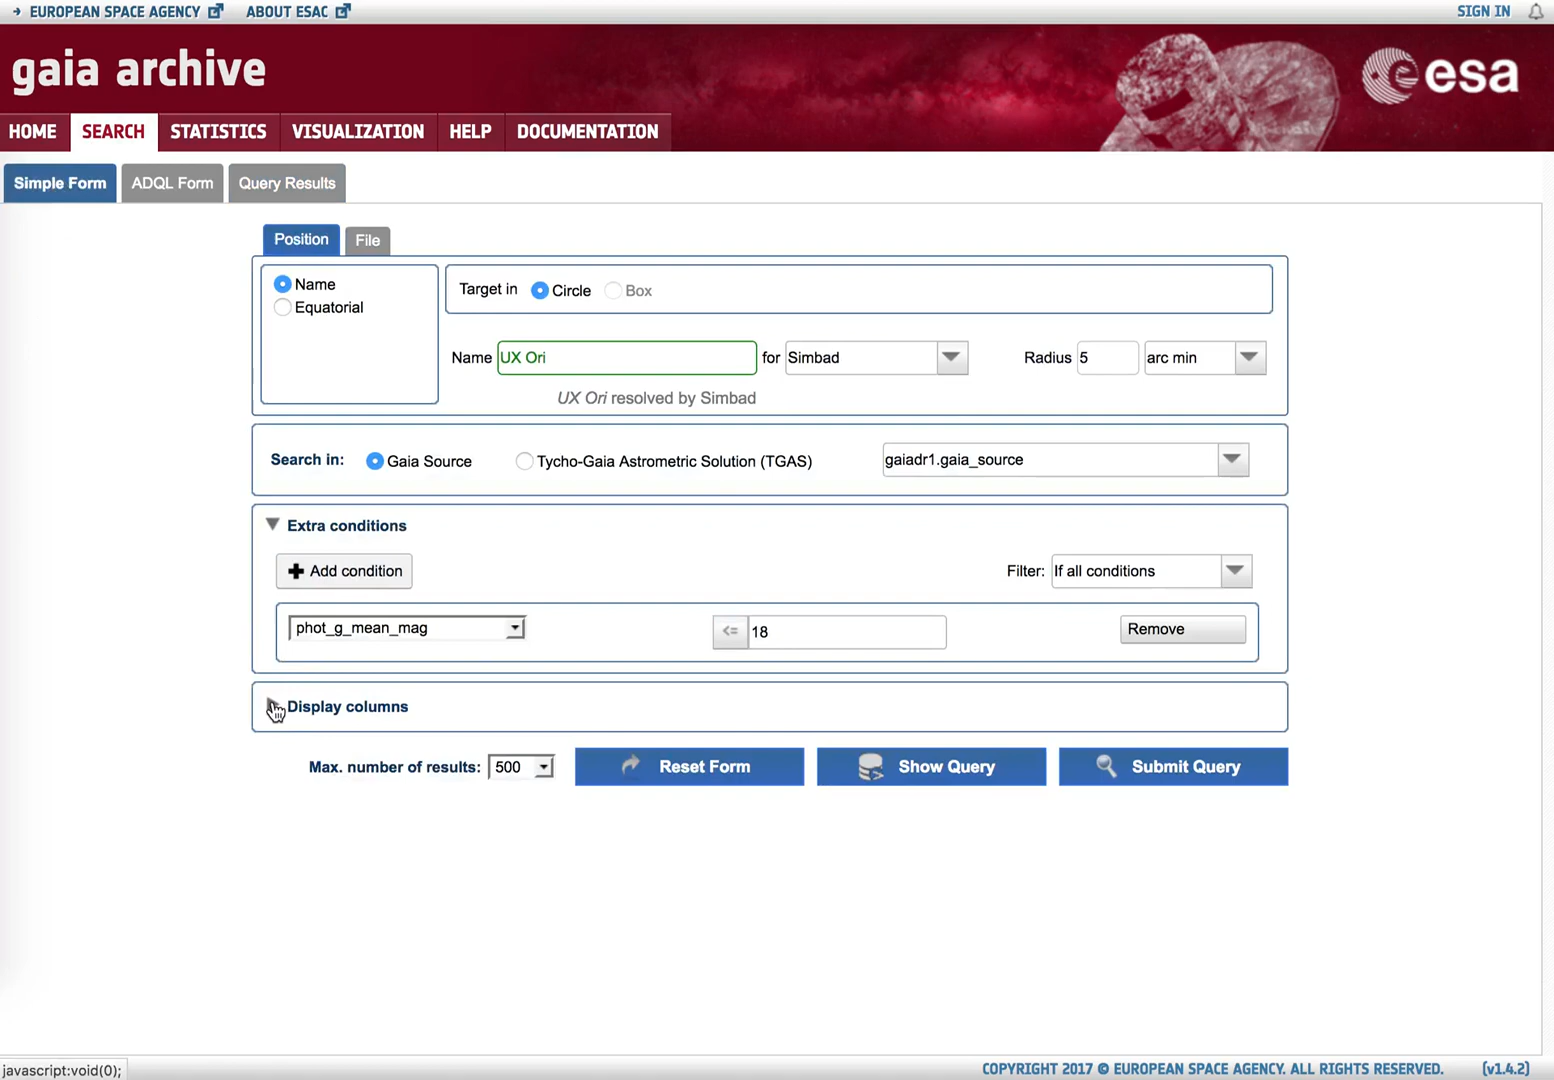 EUROPEAN SPACE AGENCY ABOUT ESAC SIGN IN
gaia archive
esa
HOME SEARCH STATISTICS VISUALIZATION HELP DOCUMENTATION
Simple Form ADQL Form Query Results
Position File
Name
Equatorial
Target in Circle Box
Name UX Ori for Simbad Radius 5 arc min
UX Ori resolved by Simbad
Search in: Gaia Source Tycho-Gaia Astrometric Solution (TGAS) gaiadr1.gaia_source
Extra conditions
Add condition Filter: If all conditions
phot_g_mean_mag <= 18 Remove
Display columns
Max. number of results: 500 Reset Form Show Query Submit Query
javascript:void(0);
COPYRIGHT 2017 © EUROPEAN SPACE AGENCY. ALL RIGHTS RESERVED. (v1.4.2)